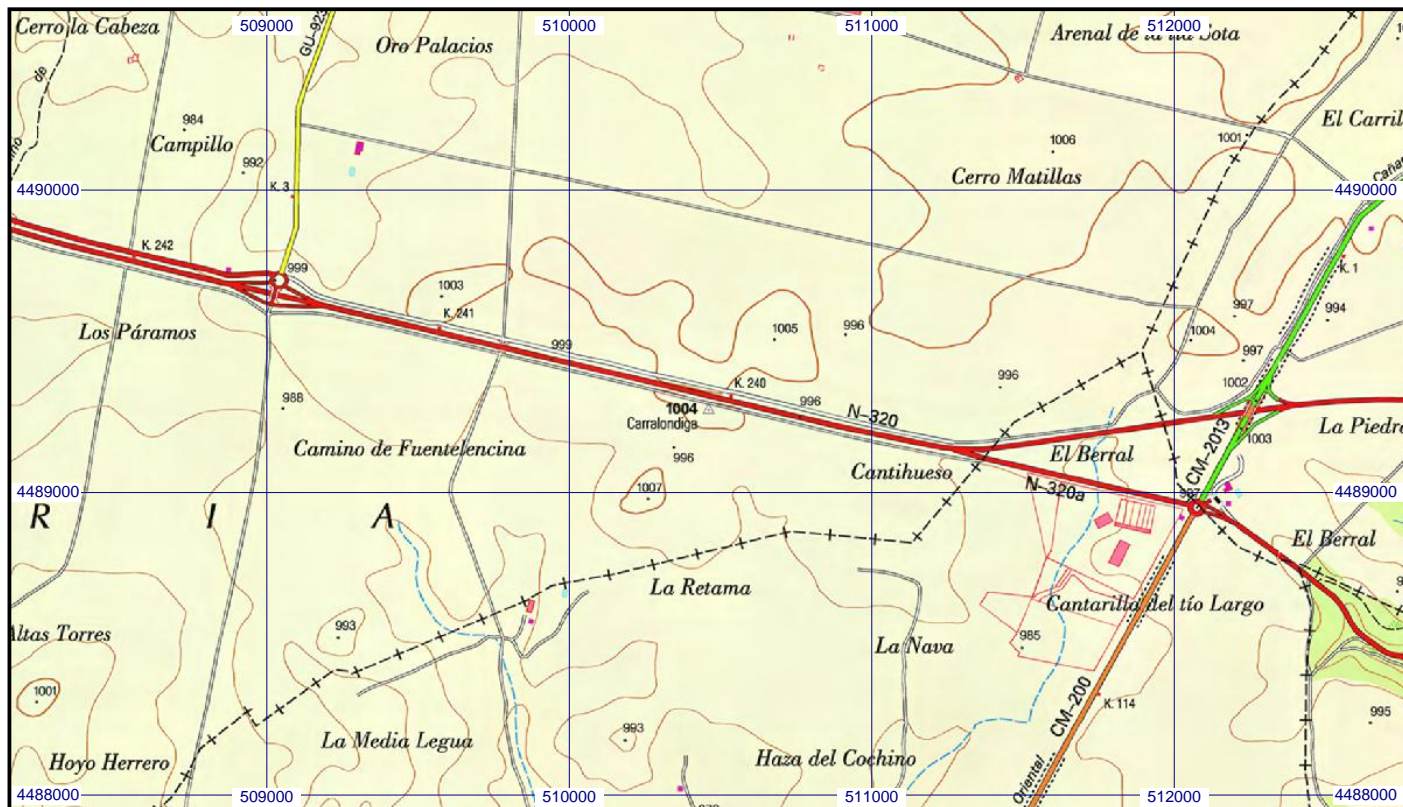 509000
510000
511000
512000
Cerro la Cabeza
GU-923
Oro Palacios
Arenal de la tía Sota
de
984
Campillo
992
1006
1001
El Carril
Cerro Matillas
Cañar
K. 3
4490000
4490000
K. 242
999
1003
K. 241
Los Páramos
999
1005
996
1004
997
994
K. 1
997
988
K. 240
996
996
1002
1003
1004
Carralondiga
N-320
CM-2013
La Piedre
Camino de Fuentelencina
996
Cantihueso
El Berral
1007
N-320a
4489000
4489000
R I A
El Berral
La Retama
Cantarilla del tío Largo
993
Altas Torres
985
La Nava
1001
CM-200
K. 114
995
993
La Media Legua
Hoyo Herrero
Haza del Cochino
Oriental
4488000
509000
510000
511000
512000
4488000